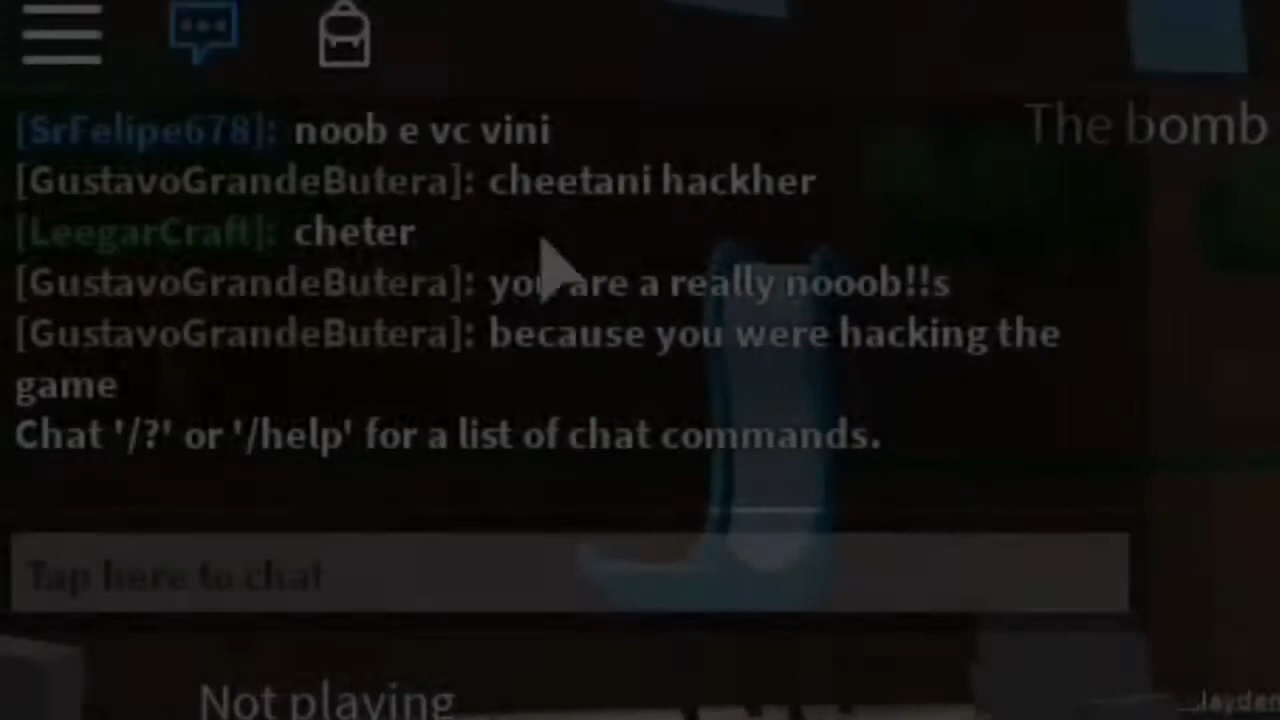 [SrFelipe678]: noob e vc vini
The bomb
[GustavoGrandeButera]: cheetani hackher
[LeegarCraft]: cheter
[GustavoGrandeButera]: you are a really nooob!!s
[GustavoGrandeButera]: because you were hacking the
game
Chat '/?' or '/help' for a list of chat commands.
Tap here to chat
Not playing
Jayden